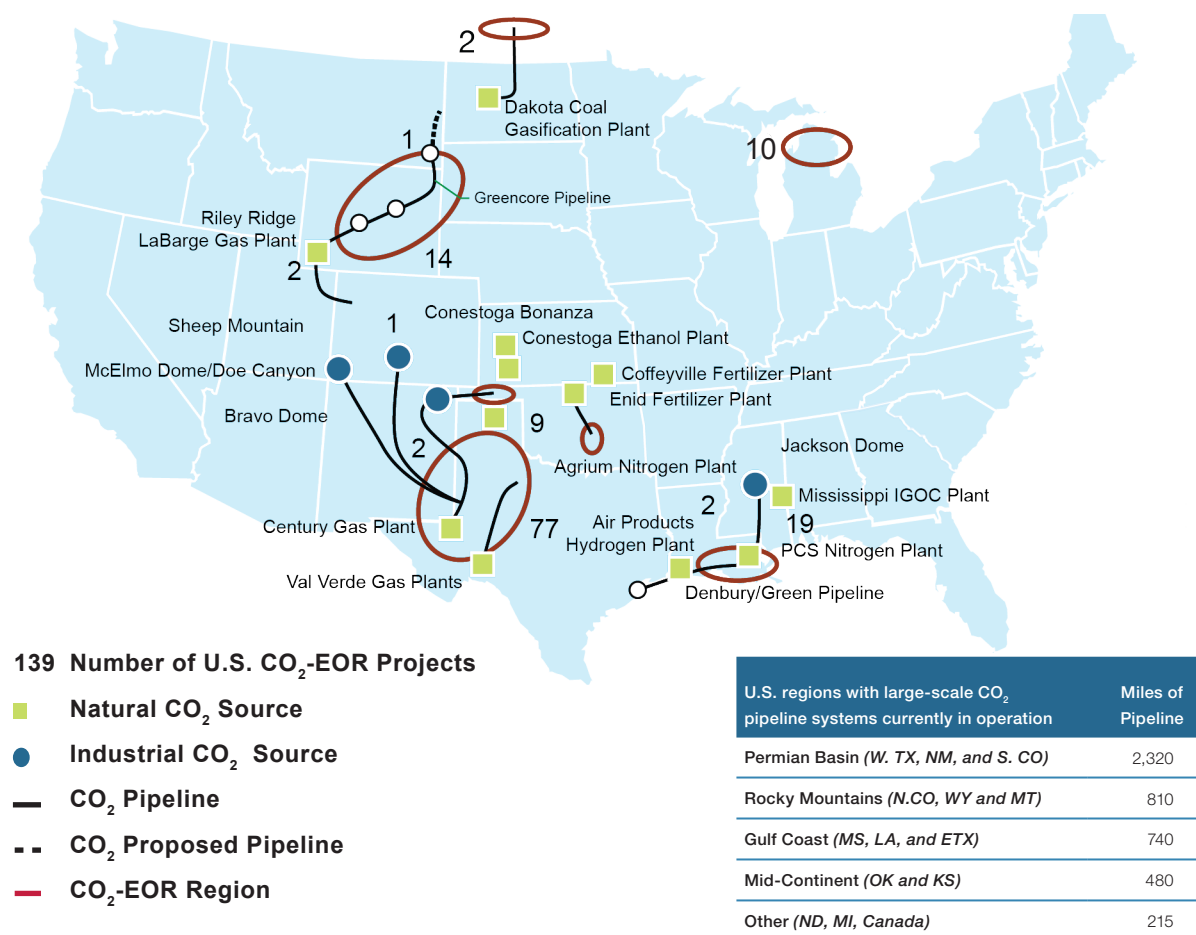 2
Dakota Coal
Gasification Plant
1
10
Greencore Pipeline
Riley Ridge
LaBarge Gas Plant
14
2
Conestoga Bonanza
Sheep Mountain
1
Conestoga Ethanol Plant
McElmo Dome/Doe Canyon
Coffeyville Fertilizer Plant
Enid Fertilizer Plant
Bravo Dome
9
2
Jackson Dome
Agrium Nitrogen Plant
Mississippi IGOC Plant
2
19
Century Gas Plant
77
Air Products
Hydrogen Plant
PCS Nitrogen Plant
Val Verde Gas Plants
Denbury/Green Pipeline
139 Number of U.S. CO₂-EOR Projects
Natural CO₂ Source
Industrial CO₂ Source
CO₂ Pipeline
CO₂ Proposed Pipeline
CO₂-EOR Region
U.S. regions with large-scale CO₂ Miles of
pipeline systems currently in operation Pipeline
Permian Basin (W. TX, NM, and S. CO) 2,320
Rocky Mountains (N.CO, WY and MT) 810
Gulf Coast (MS, LA, and ETX) 740
Mid-Continent (OK and KS) 480
Other (ND, MI, Canada) 215